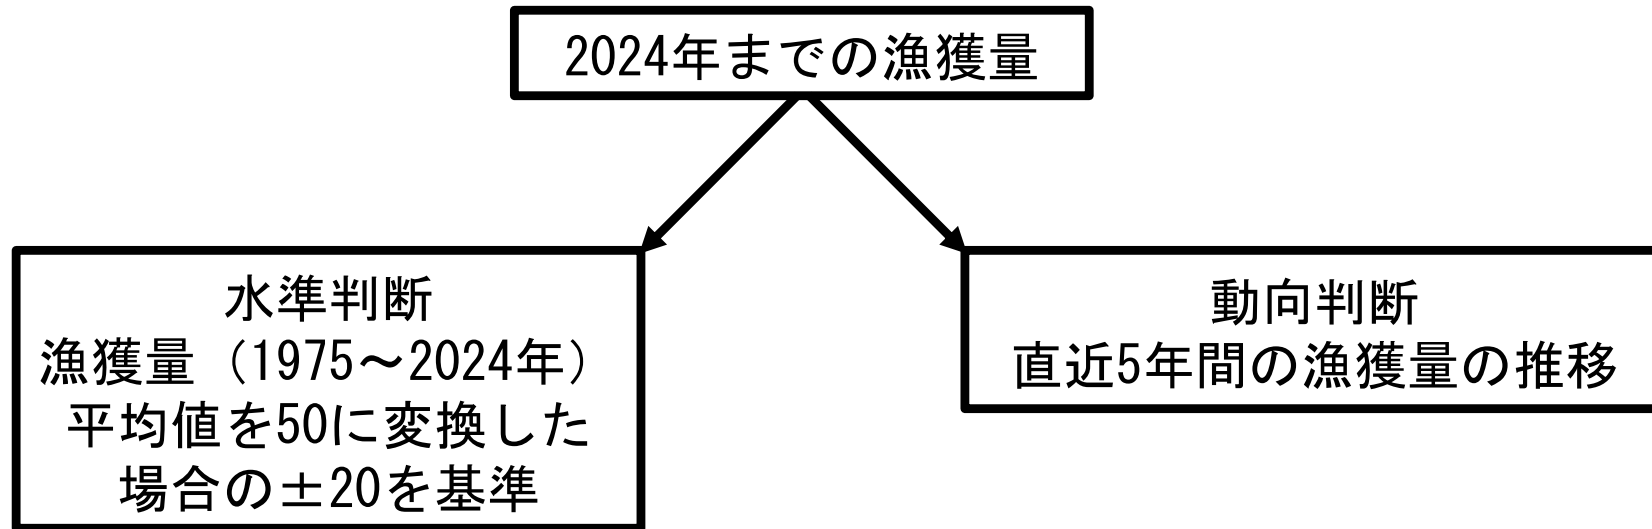 2024年までの漁獲量
水準判断
漁獲量（1975～2024年）
平均値を50に変換した
場合の±20を基準
動向判断
直近5年間の漁獲量の推移